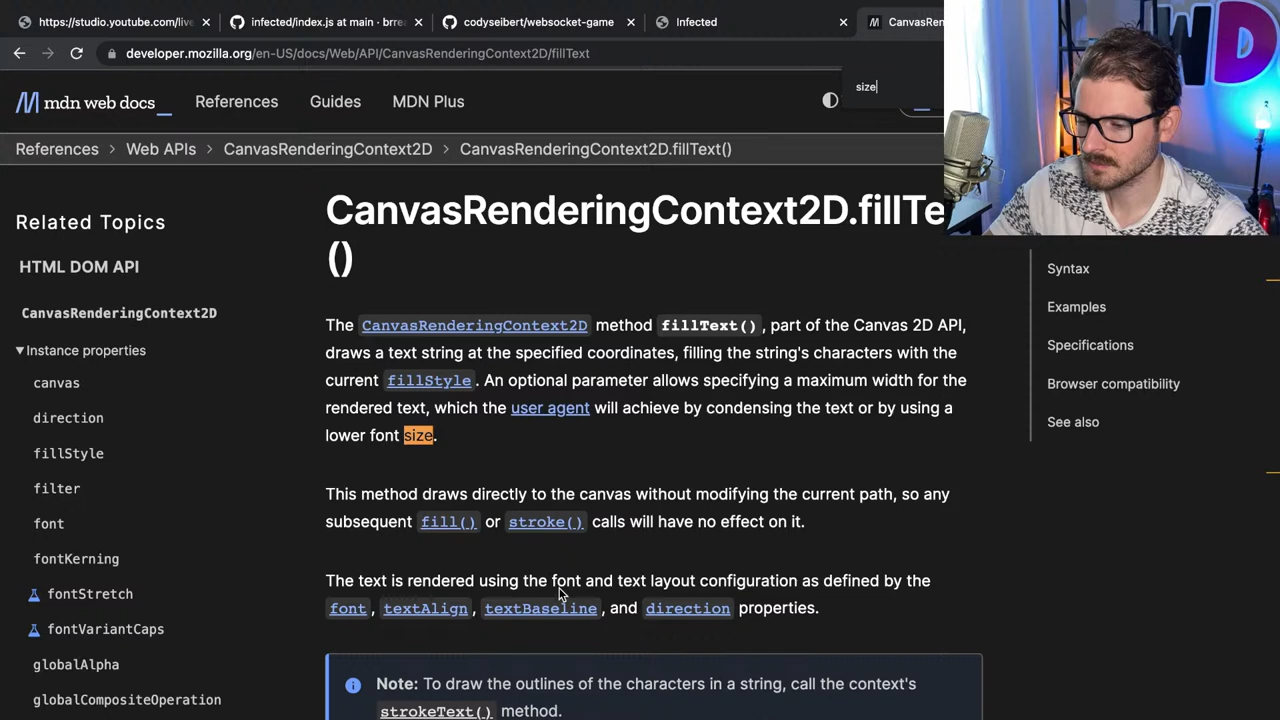 https://studio.youtube.com/live
infected/index.js at main · brrea
codyseibert/websocket-game
Infected
CanvasRen
developer.mozilla.org/en-US/docs/Web/API/CanvasRenderingContext2D/fillText
size
mdn web docs
References
Guides
MDN Plus
References
Web APIs
CanvasRenderingContext2D
CanvasRenderingContext2D.fillText()
WD
Related Topics
HTML DOM API
CanvasRenderingContext2D
Instance properties
canvas
direction
fillStyle
filter
font
fontKerning
fontStretch
fontVariantCaps
globalAlpha
globalCompositeOperation
CanvasRenderingContext2D.fillTe
()
The CanvasRenderingContext2D method fillText(), part of the Canvas 2D API,
draws a text string at the specified coordinates, filling the string's characters with the
current fillStyle. An optional parameter allows specifying a maximum width for the
rendered text, which the user agent will achieve by condensing the text or by using a
lower font size.
This method draws directly to the canvas without modifying the current path, so any
subsequent fill() or stroke() calls will have no effect on it.
The text is rendered using the font and text layout configuration as defined by the
font, textAlign, textBaseline, and direction properties.
Note: To draw the outlines of the characters in a string, call the context's
strokeText() method.
Syntax
Examples
Specifications
Browser compatibility
See also